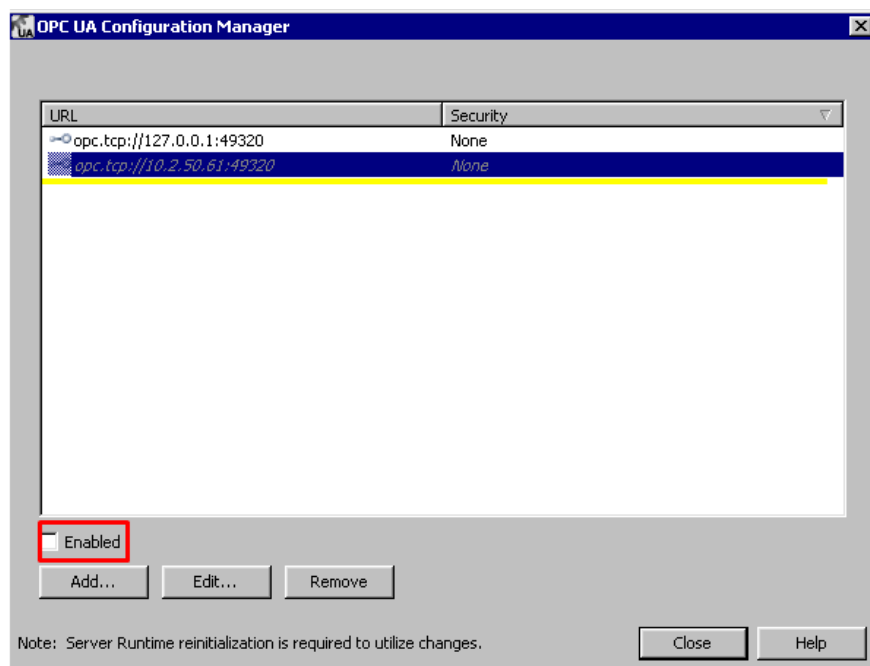 UA OPC UA Configuration Manager
URL Security
opc.tcp://127.0.0.1:49320 None
opc.tcp://10.2.50.61:49320 None
Enabled
Add... Edit... Remove
Note: Server Runtime reinitialization is required to utilize changes. Close Help